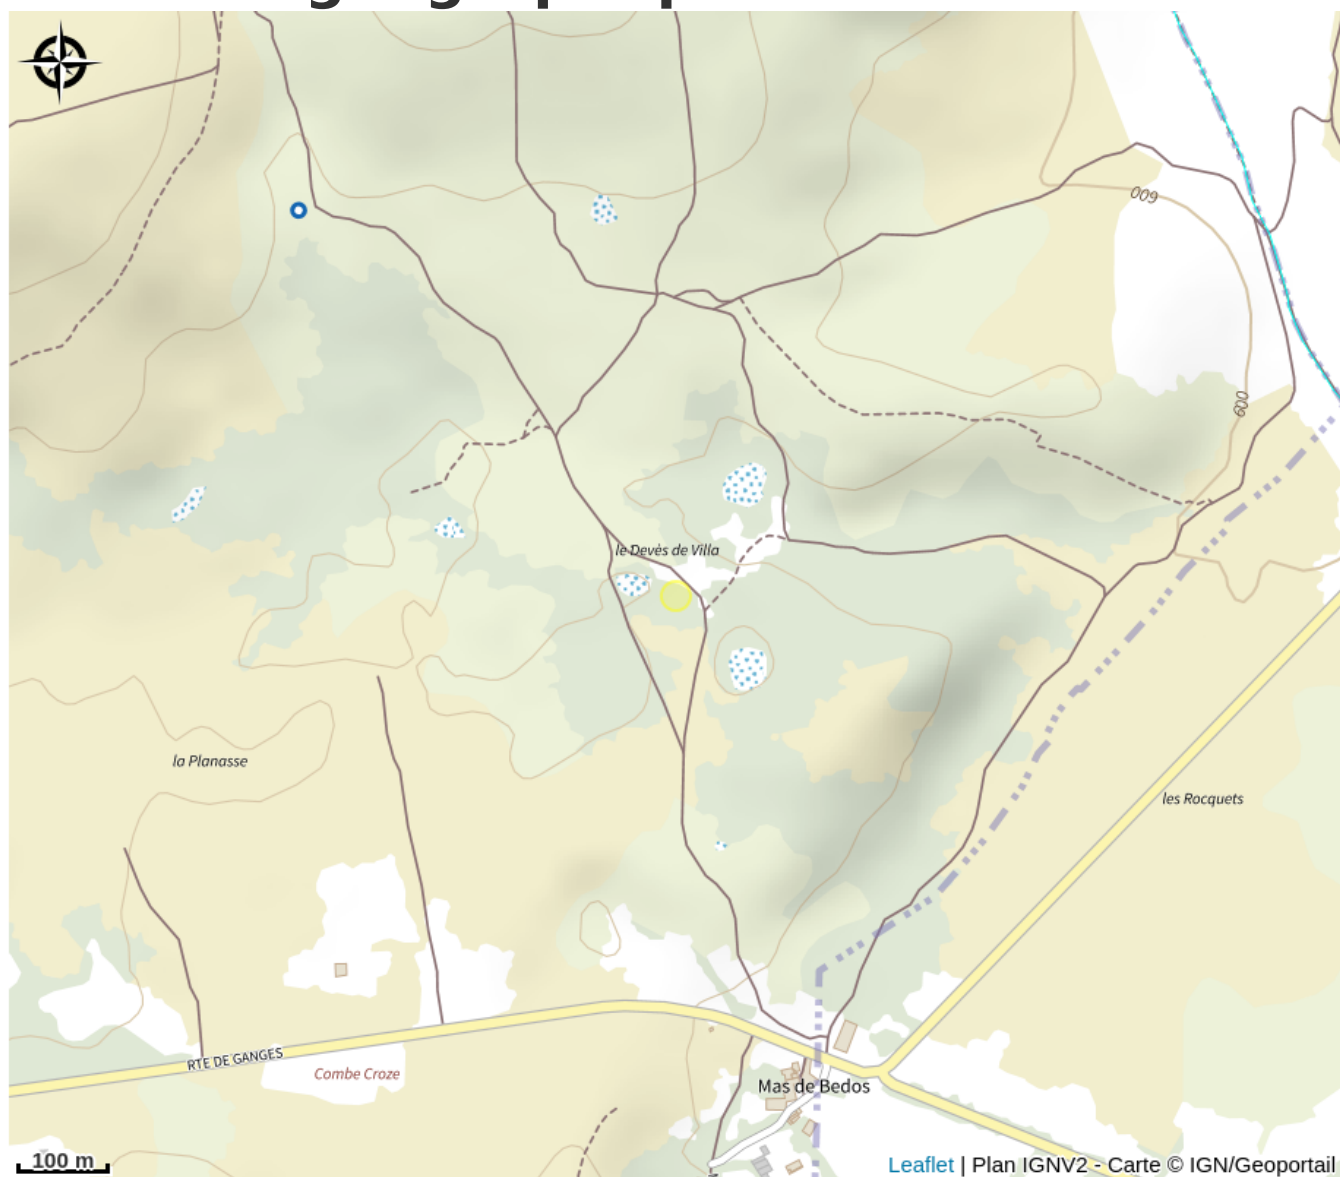 600
600
le Devès de Villa
la Planasse
les Rocquets
RTE DE GANGES
Combe Croze
Mas de Bedos
100 m
Leaflet | Plan IGNV2 - Carte © IGN/Geoportail